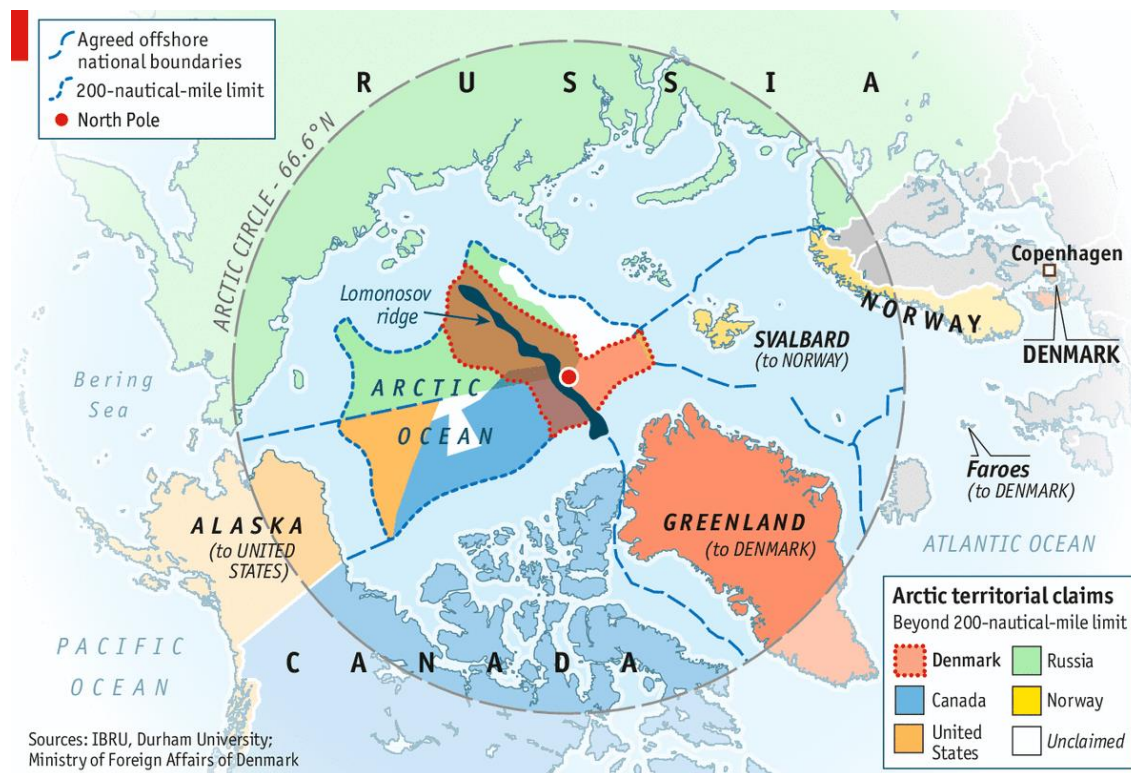 Agreed offshore
national boundaries
200-nautical-mile limit
North Pole
RUSSIA
ARCTIC CIRCLE - 66.6°N
Lomonosov
ridge
Copenhagen
NORWAY
DENMARK
SVALBARD
(to NORWAY)
Bering
Sea
ARCTIC
OCEAN
Faroes
(to DENMARK)
ALASKA
(to UNITED
STATES)
GREENLAND
(to DENMARK)
ATLANTIC OCEAN
PACIFIC
OCEAN
CANADA
Arctic territorial claims
Beyond 200-nautical-mile limit
Denmark
Russia
Canada
Norway
United
States
Unclaimed
Sources: IBRU, Durham University;
Ministry of Foreign Affairs of Denmark